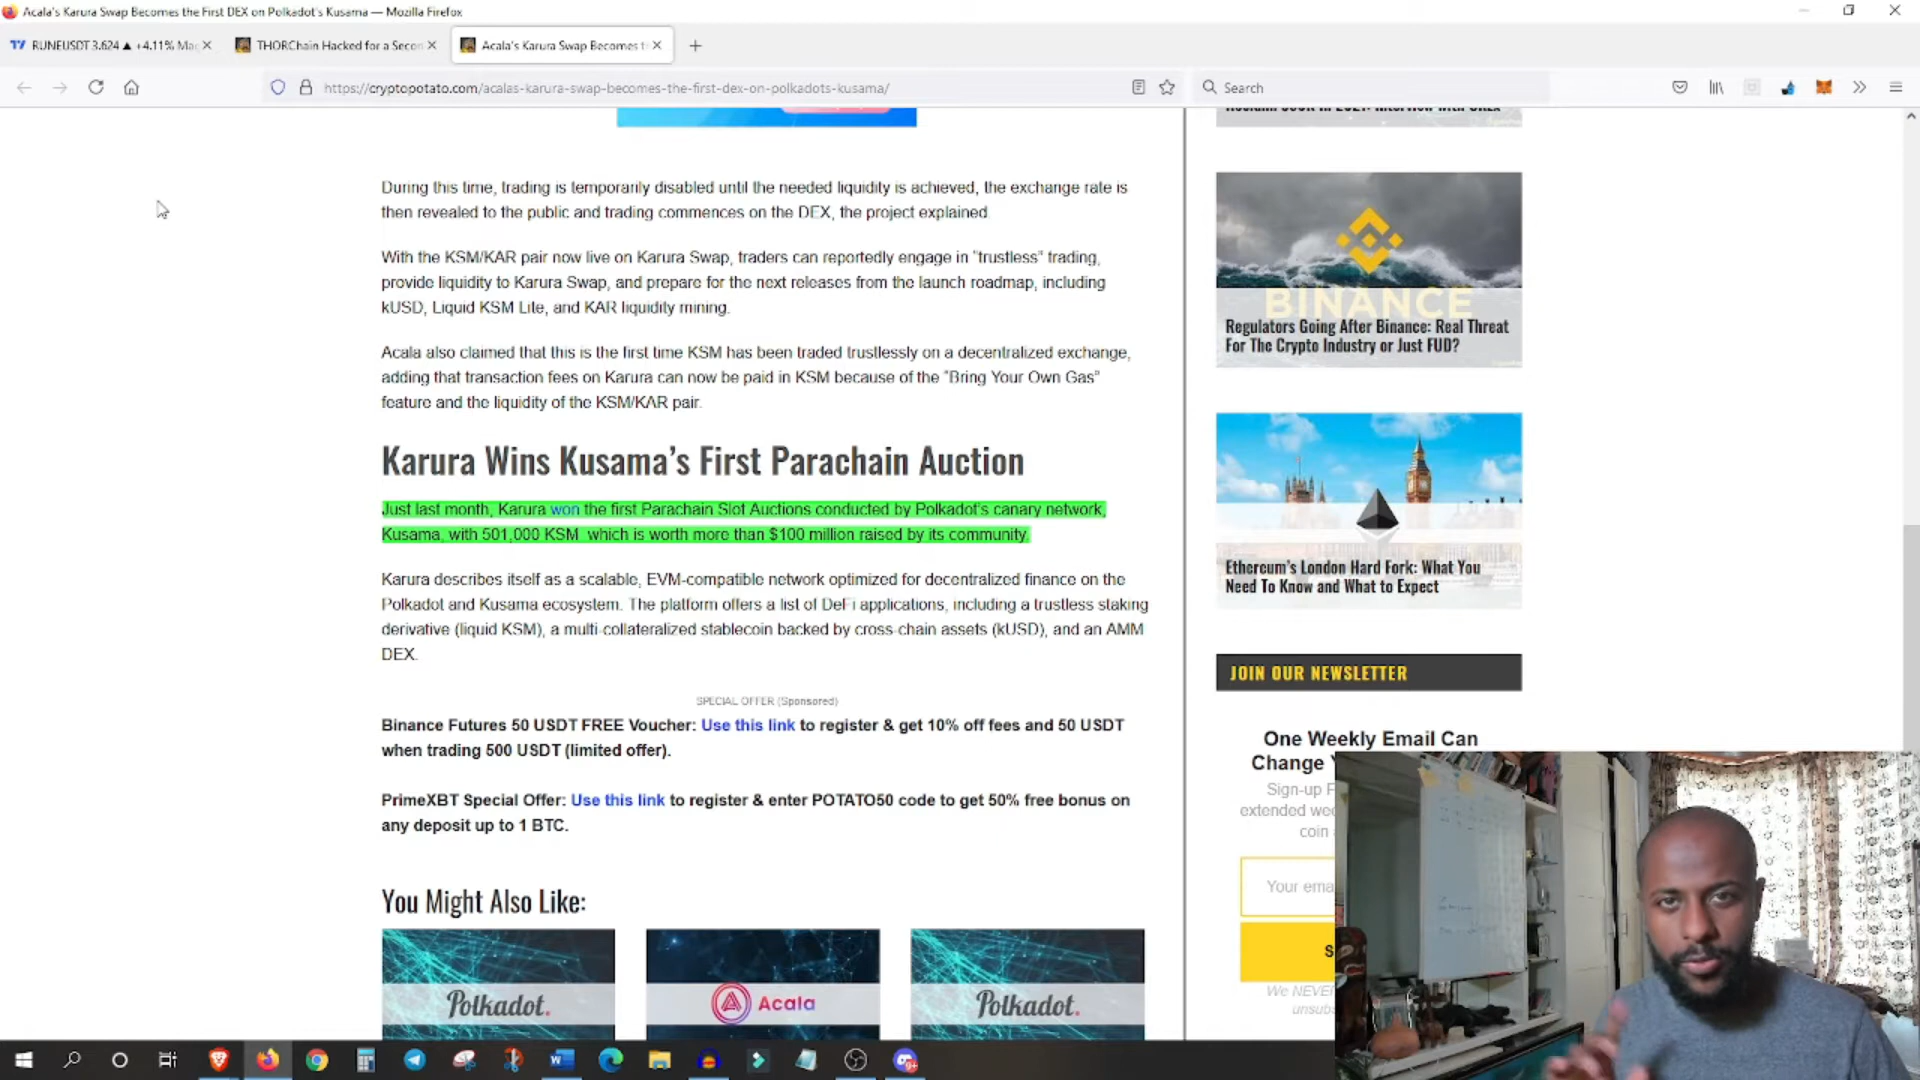 Acala's Karura Swap Becomes the First DEX on Polkadot's Kusama — Mozilla Firefox
RUNEUSDT 3.624 ▲ +4.11%
THORChain Hacked for a Secon
Acala's Karura Swap Becomes t
https://cryptopotato.com/acalas-karura-swap-becomes-the-first-dex-on-polkadots-kusama/
Search
During this time, trading is temporarily disabled until the needed liquidity is achieved, the exchange rate is
then revealed to the public and trading commences on the DEX, the project explained.
With the KSM/KAR pair now live on Karura Swap, traders can reportedly engage in "trustless" trading,
provide liquidity to Karura Swap, and prepare for the next releases from the launch roadmap, including
kUSD, Liquid KSM Lite, and KAR liquidity mining.
Acala also claimed that this is the first time KSM has been traded trustlessly on a decentralized exchange,
adding that transaction fees on Karura can now be paid in KSM because of the "Bring Your Own Gas"
feature and the liquidity of the KSM/KAR pair.
Karura Wins Kusama's First Parachain Auction
Just last month, Karura won the first Parachain Slot Auctions conducted by Polkadot's canary network,
Kusama, with 501,000 KSM which is worth more than $100 million raised by its community.
Karura describes itself as a scalable, EVM-compatible network optimized for decentralized finance on the
Polkadot and Kusama ecosystem. The platform offers a list of DeFi applications, including a trustless staking
derivative (liquid KSM), a multi-collateralized stablecoin backed by cross-chain assets (kUSD), and an AMM
DEX.
SPECIAL OFFER (Sponsored)
Binance Futures 50 USDT FREE Voucher: Use this link to register & get 10% off fees and 50 USDT
when trading 500 USDT (limited offer).
PrimeXBT Special Offer: Use this link to register & enter POTATO50 code to get 50% free bonus on
any deposit up to 1 BTC.
You Might Also Like:
Polkadot.
Acala
Polkadot.
BINANCE
Regulators Going After Binance: Real Threat
For The Crypto Industry or Just FUD?
Ethereum's London Hard Fork: What You
Need To Know and What to Expect
JOIN OUR NEWSLETTER
One Weekly Email Can
Change
Sign-up F
extended wee
coin
Your ema
S
We NEVER
unsubs